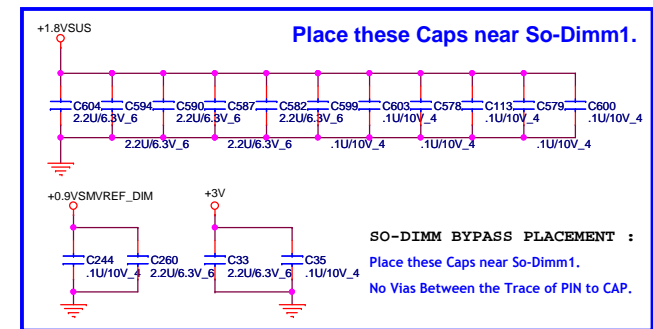 +1.8VSUS
Place these Caps near So-Dimm1.
C604 C594 C590 C587 C582 C599 C603 C578 C113 C579 C600
2.2U/6.3V_6 2.2U/6.3V_6 2.2U/6.3V_6 .1U/10V_4 .1U/10V_4 .1U/10V_4
2.2U/6.3V_6 2.2U/6.3V_6 .1U/10V_4 .1U/10V_4 .1U/10V_4
+0.9VSMVREF_DIM +3V
SO-DIMM BYPASS PLACEMENT :
C244 C260 C33 C35
Place these Caps near So-Dimm1.
.1U/10V_4 2.2U/6.3V_6 2.2U/6.3V_6 .1U/10V_4
No Vias Between the Trace of PIN to CAP.